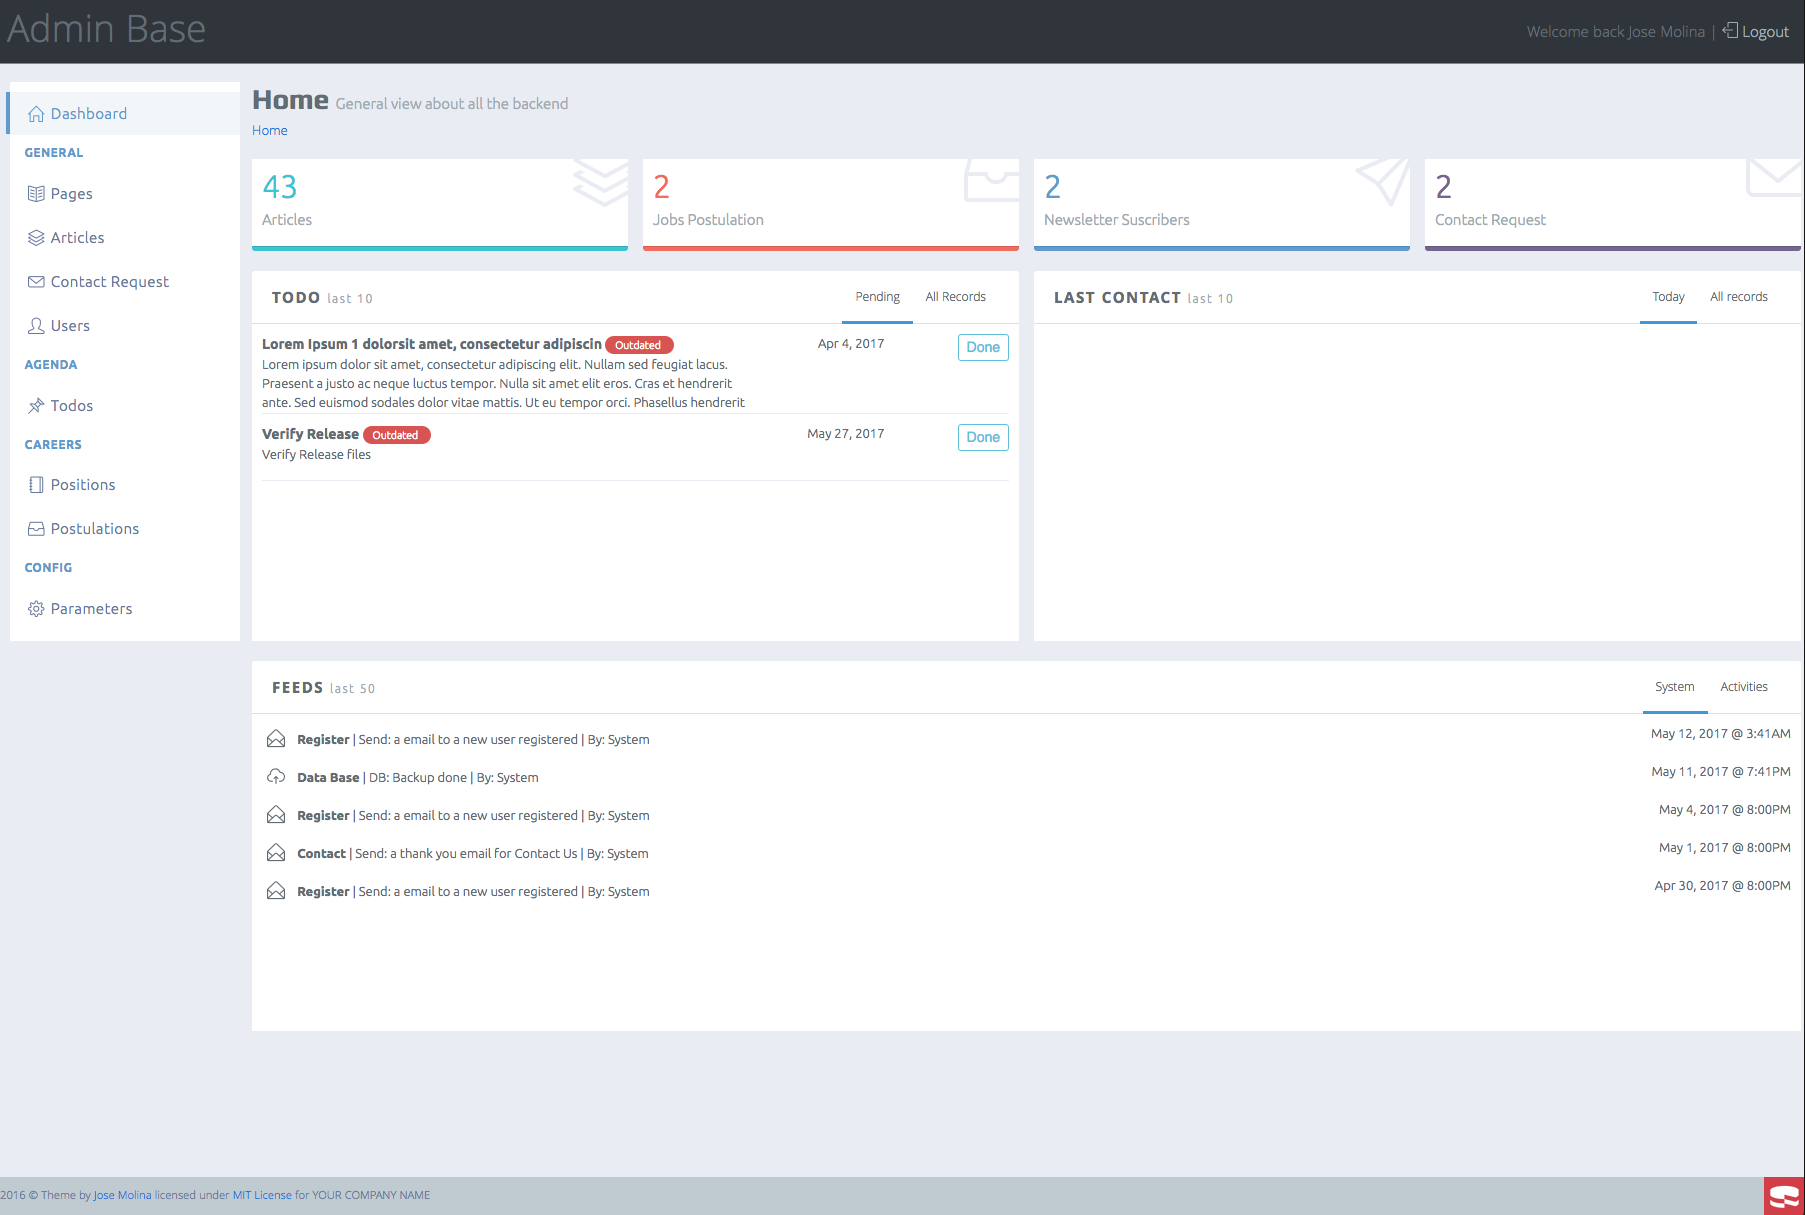 Admin Base
Welcome back Jose Molina | Logout
Dashboard
GENERAL
Pages
Articles
Contact Request
Users
AGENDA
Todos
CAREERS
Positions
Postulations
CONFIG
Parameters
Home General view about all the backend
Home
43
Articles
2
Jobs Postulation
2
Newsletter Suscribers
2
Contact Request
TODO last 10
Pending All Records
Lorem Ipsum 1 dolorsit amet, consectetur adipiscin Outdated Apr 4, 2017 Done
Lorem ipsum dolor sit amet, consectetur adipiscing elit. Nullam sed feugiat lacus.
Praesent a justo ac neque luctus tempor. Nulla sit amet elit eros. Cras et hendrerit
ante. Sed euismod sodales dolor vitae mattis. Ut eu tempor orci. Phasellus hendrerit
Verify Release Outdated May 27, 2017 Done
Verify Release files
LAST CONTACT last 10
Today All records
FEEDS last 50
System Activities
Register | Send: a email to a new user registered | By: System May 12, 2017 @ 3:41AM
Data Base | DB: Backup done | By: System May 11, 2017 @ 7:41PM
Register | Send: a email to a new user registered | By: System May 4, 2017 @ 8:00PM
Contact | Send: a thank you email for Contact Us | By: System May 1, 2017 @ 8:00PM
Register | Send: a email to a new user registered | By: System Apr 30, 2017 @ 8:00PM
2016 © Theme by Jose Molina licensed under MIT License for YOUR COMPANY NAME